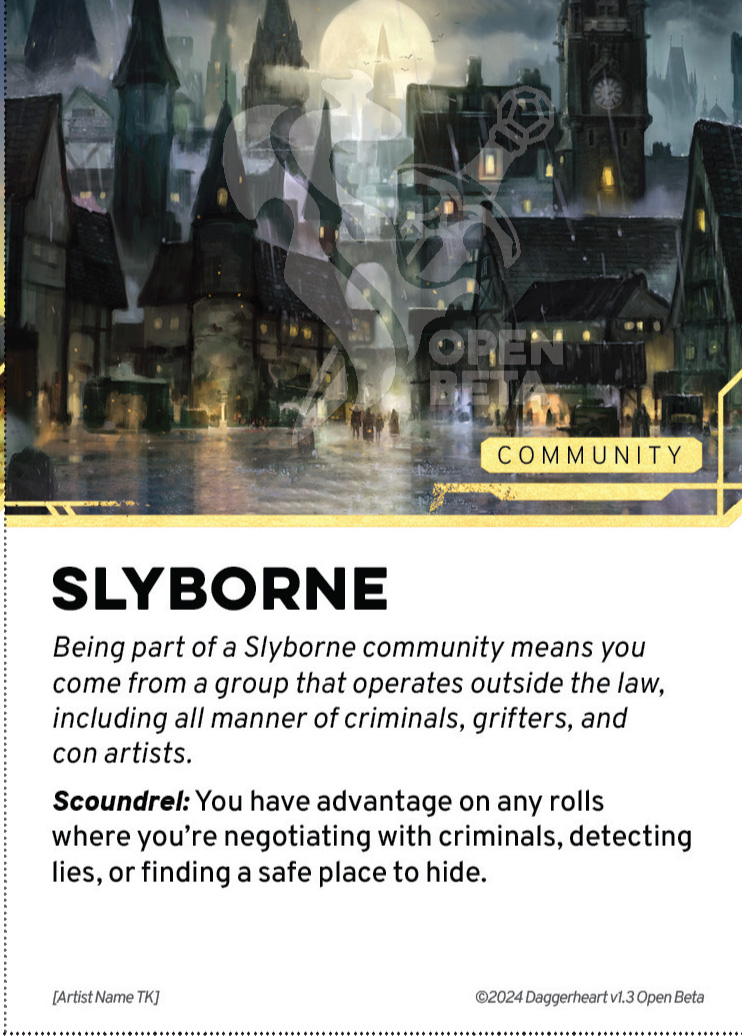 OPEN
BETA
COMMUNITY
SLYBORNE
Being part of a Slyborne community means you
come from a group that operates outside the law,
including all manner of criminals, grifters, and
con artists.
Scoundrel: You have advantage on any rolls
where you’re negotiating with criminals, detecting
lies, or finding a safe place to hide.
[Artist Name TK]
©2024 Daggerheart v1.3 Open Beta